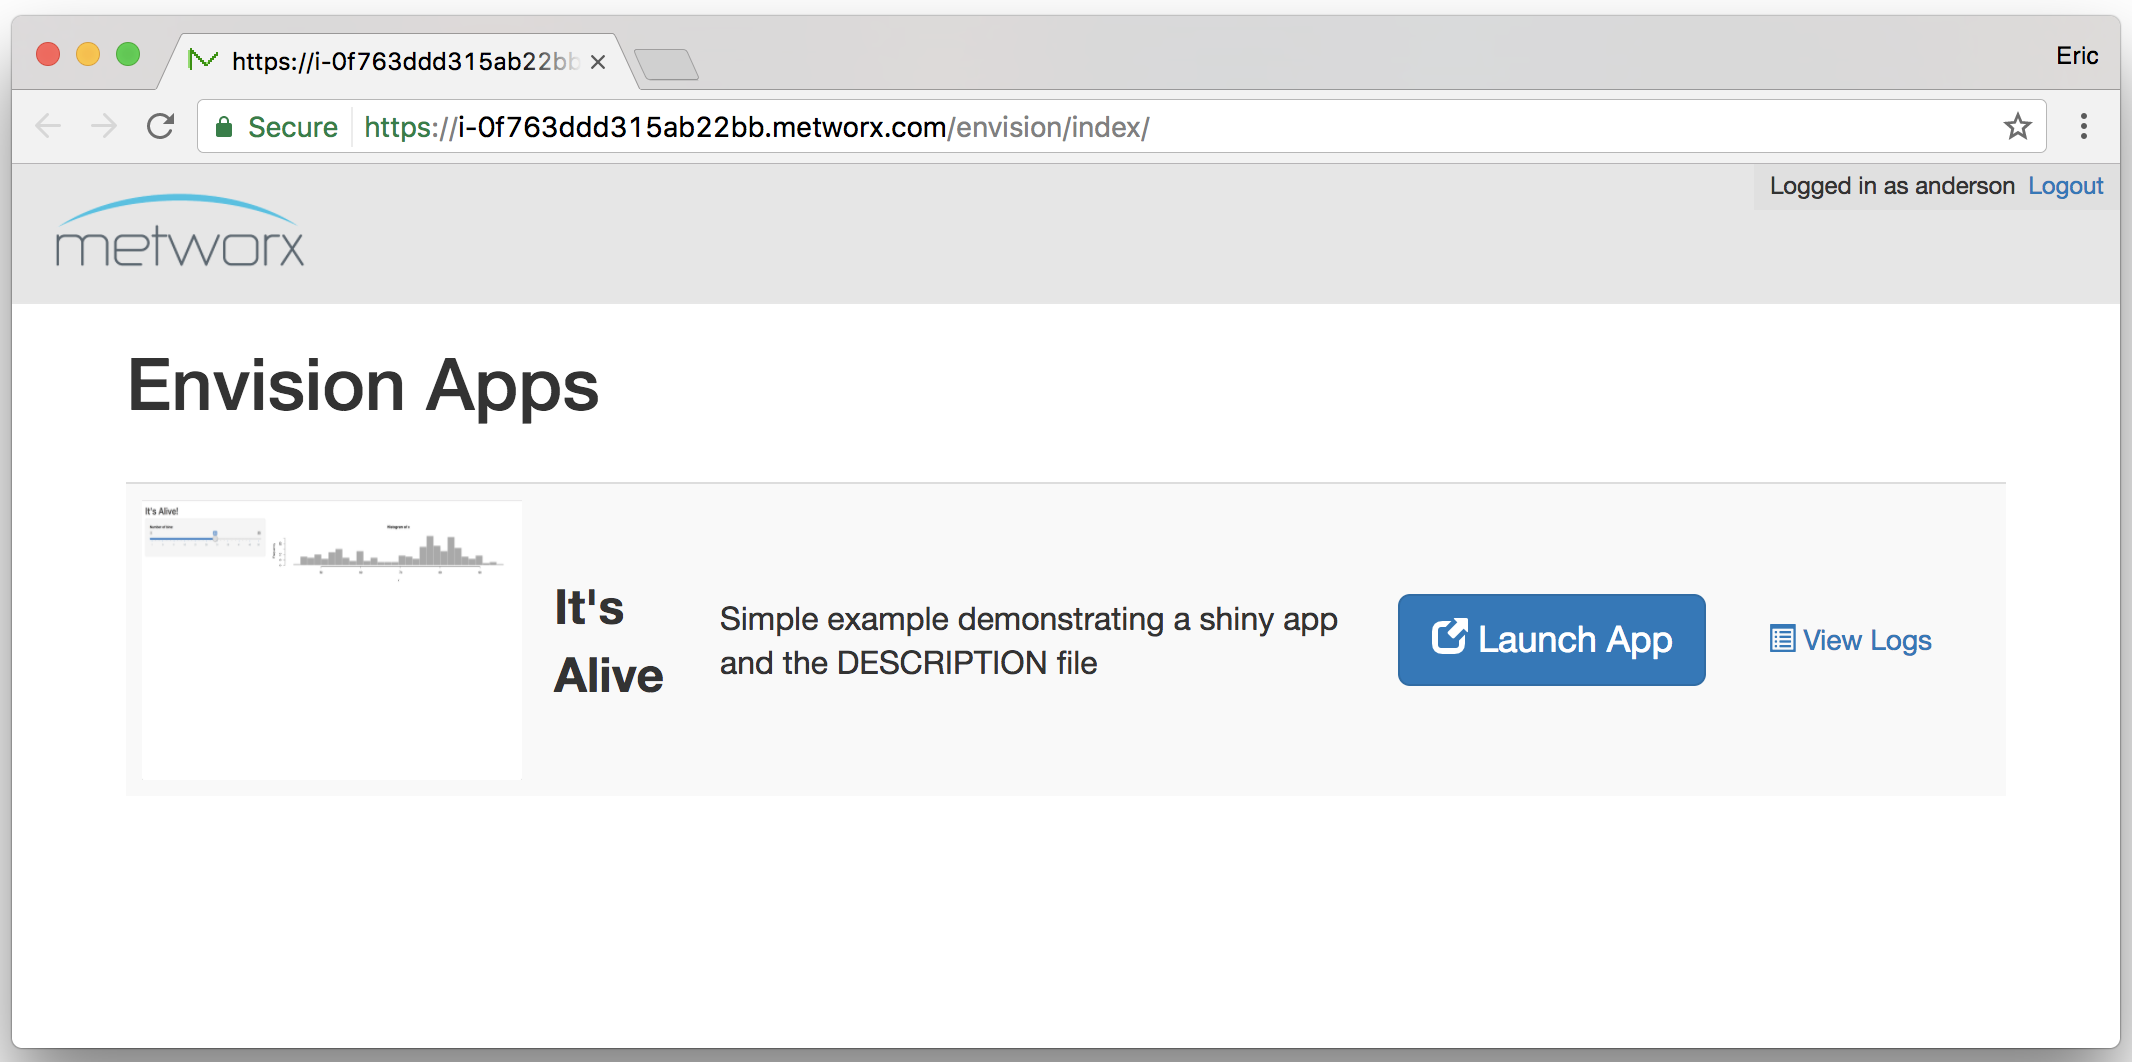 https://i-0f763ddd315ab22bb
Eric
Secure
https://i-0f763ddd315ab22bb.metworx.com/envision/index/
Logged in as anderson Logout
metworx
Envision Apps
It's Alive!
It's
Alive
Simple example demonstrating a shiny app
and the DESCRIPTION file
Launch App
View Logs